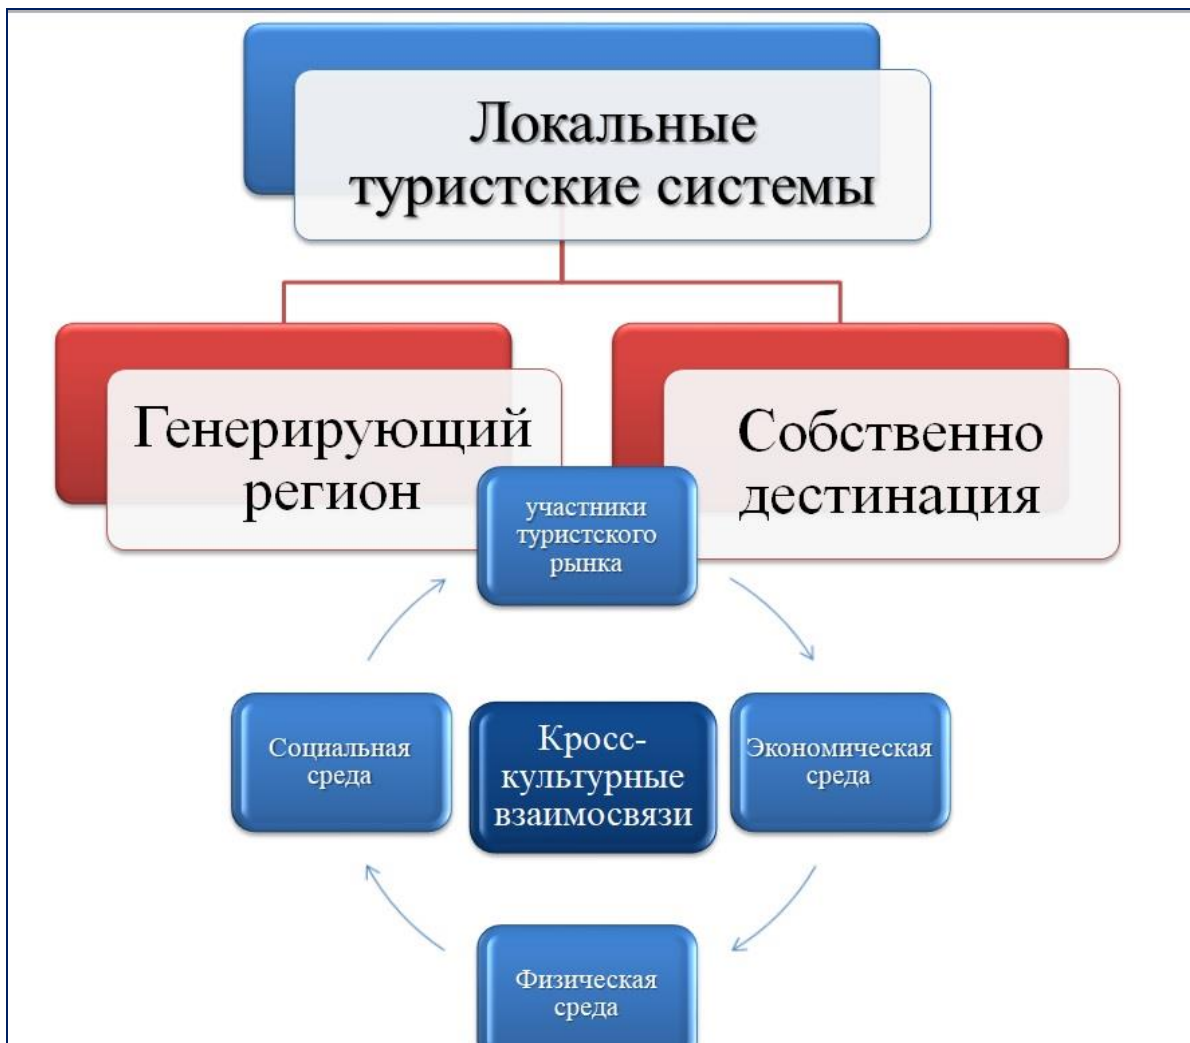 Локальные
туристские системы
Генерирующий
регион
Собственно
дестинация
участники
туристского
рынка
Социальная
среда
Кросс-
культурные
взаимосвязи
Экономическая
среда
Физическая
среда